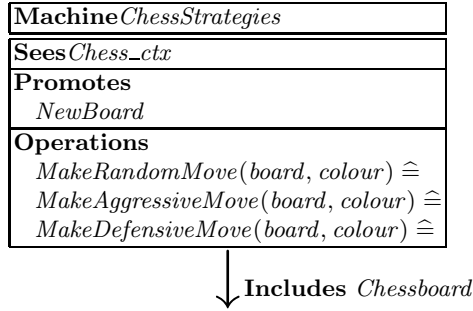 Machine ChessStrategies
Sees Chess_ctx
Promotes
NewBoard
Operations
MakeRandomMove(board, colour) ≙
MakeAggressiveMove(board, colour) ≙
MakeDefensiveMove(board, colour) ≙
Includes Chessboard